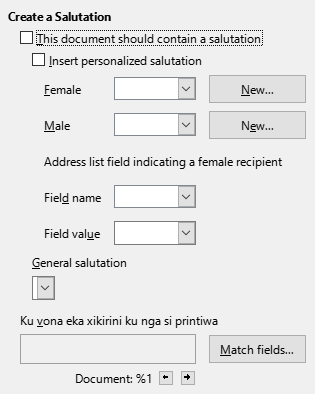 Create a Salutation
This document should contain a salutation
Insert personalized salutation
Female New...
Male New...
Address list field indicating a female recipient
Field name
Field value
General salutation
Ku vona eka xikirini ku nga si printiwa
Match fields...
Document: %1